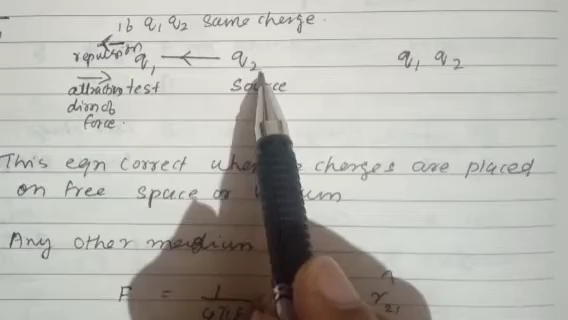 if q1 q2 same charge.
repulsion q1 q2 q1 q2
attraction test
dirn of
force.
This eqn correct when charges are placed
on free space or
Any other medium
F = 1 r̂21